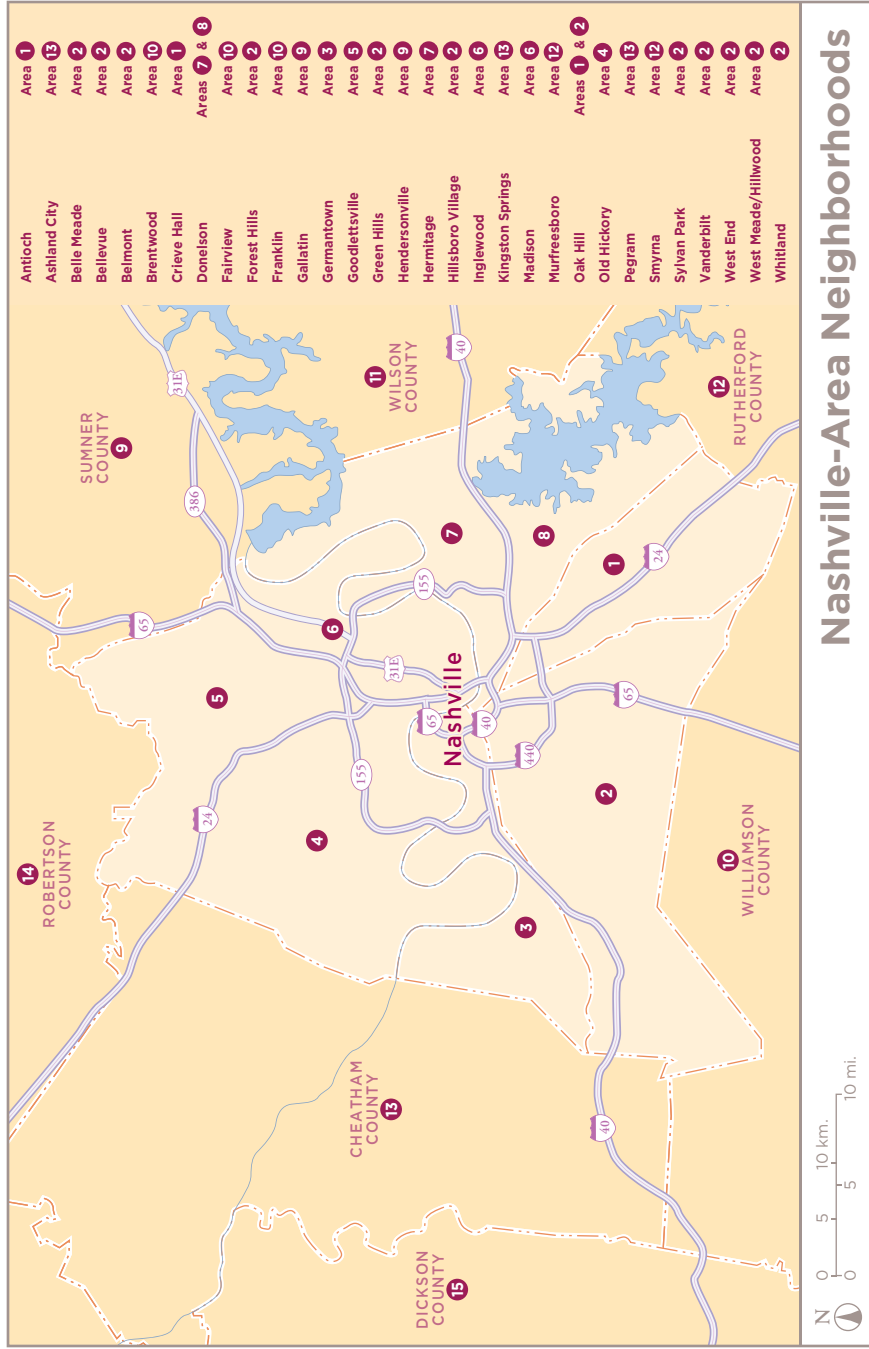 14
ROBERTSON
COUNTY
65
SUMNER
COUNTY
9
31E
386
24
5
4
6
155
155
31E
65
Nashville
7
40
11
WILSON
COUNTY
CHEATHAM
COUNTY
13
DICKSON
COUNTY
15
40
440
3
8
2
1
24
65
40
10
WILLIAMSON
COUNTY
12
RUTHERFORD
COUNTY
Antioch Area 1
Ashland City Area 13
Belle Meade Area 2
Bellevue Area 2
Belmont Area 2
Brentwood Area 10
Crieve Hall Area 1
Donelson Areas 7 & 8
Fairview Area 10
Forest Hills Area 2
Franklin Area 10
Gallatin Area 9
Germantown Area 3
Goodlettsville Area 5
Green Hills Area 2
Hendersonville Area 9
Hermitage Area 7
Hillsboro Village Area 2
Inglewood Area 6
Kingston Springs Area 13
Madison Area 6
Murfreesboro Area 12
Oak Hill Areas 1 & 2
Old Hickory Area 4
Pegram Area 13
Smyrna Area 12
Sylvan Park Area 2
Vanderbilt Area 2
West End Area 2
West Meade/Hillwood Area 2
Whitland Area 2
N
0 5 10 km.
0 5 10 mi.
Nashville-Area Neighborhoods